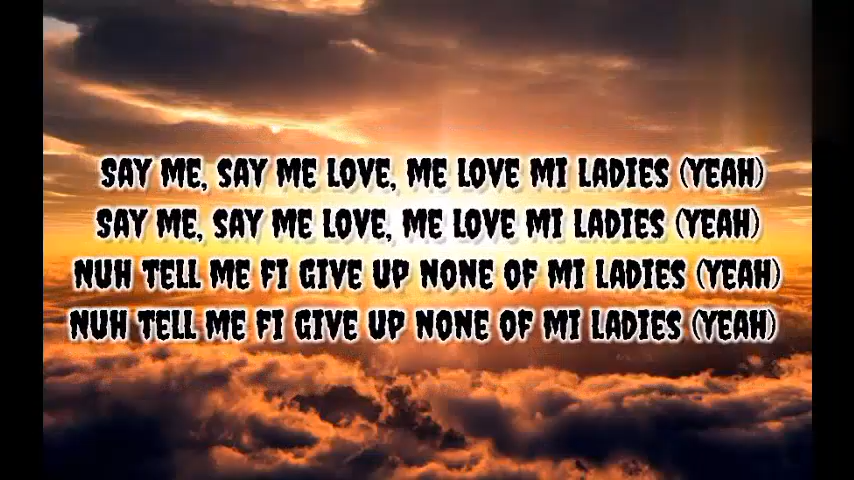 SAY ME, SAY ME LOVE, ME LOVE MI LADIES (YEAH)
SAY ME, SAY ME LOVE, ME LOVE MI LADIES (YEAH)
NUH TELL ME FI GIVE UP NONE OF MI LADIES (YEAH)
NUH TELL ME FI GIVE UP NONE OF MI LADIES (YEAH)